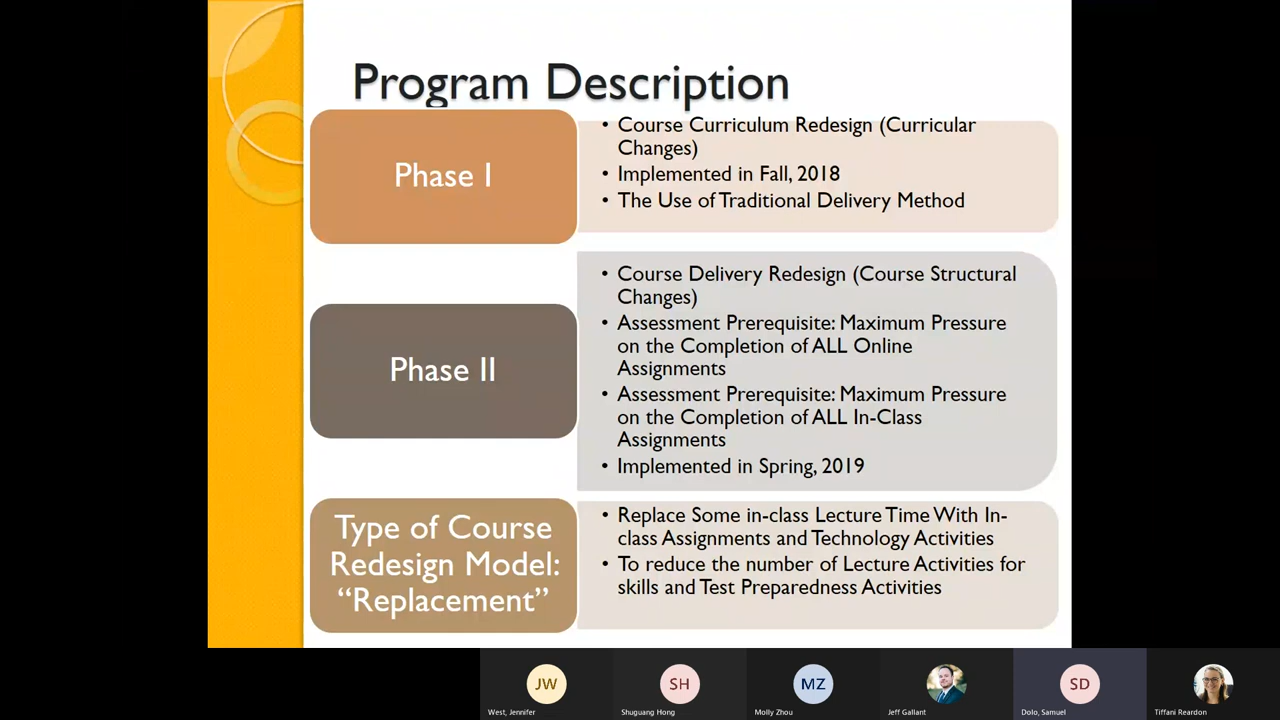 Program Description
Phase I
• Course Curriculum Redesign (Curricular
Changes)
• Implemented in Fall, 2018
• The Use of Traditional Delivery Method
Phase II
• Course Delivery Redesign (Course Structural
Changes)
• Assessment Prerequisite: Maximum Pressure
on the Completion of ALL Online
Assignments
• Assessment Prerequisite: Maximum Pressure
on the Completion of ALL In-Class
Assignments
• Implemented in Spring, 2019
Type of Course
Redesign Model:
“Replacement”
• Replace Some in-class Lecture Time With In-
class Assignments and Technology Activities
• To reduce the number of Lecture Activities for
skills and Test Preparedness Activities
JW
West, Jennifer
SH
Shuguang Hong
MZ
Molly Zhou
Jeff Gallant
SD
Dolo, Samuel
Tiffani Reardon